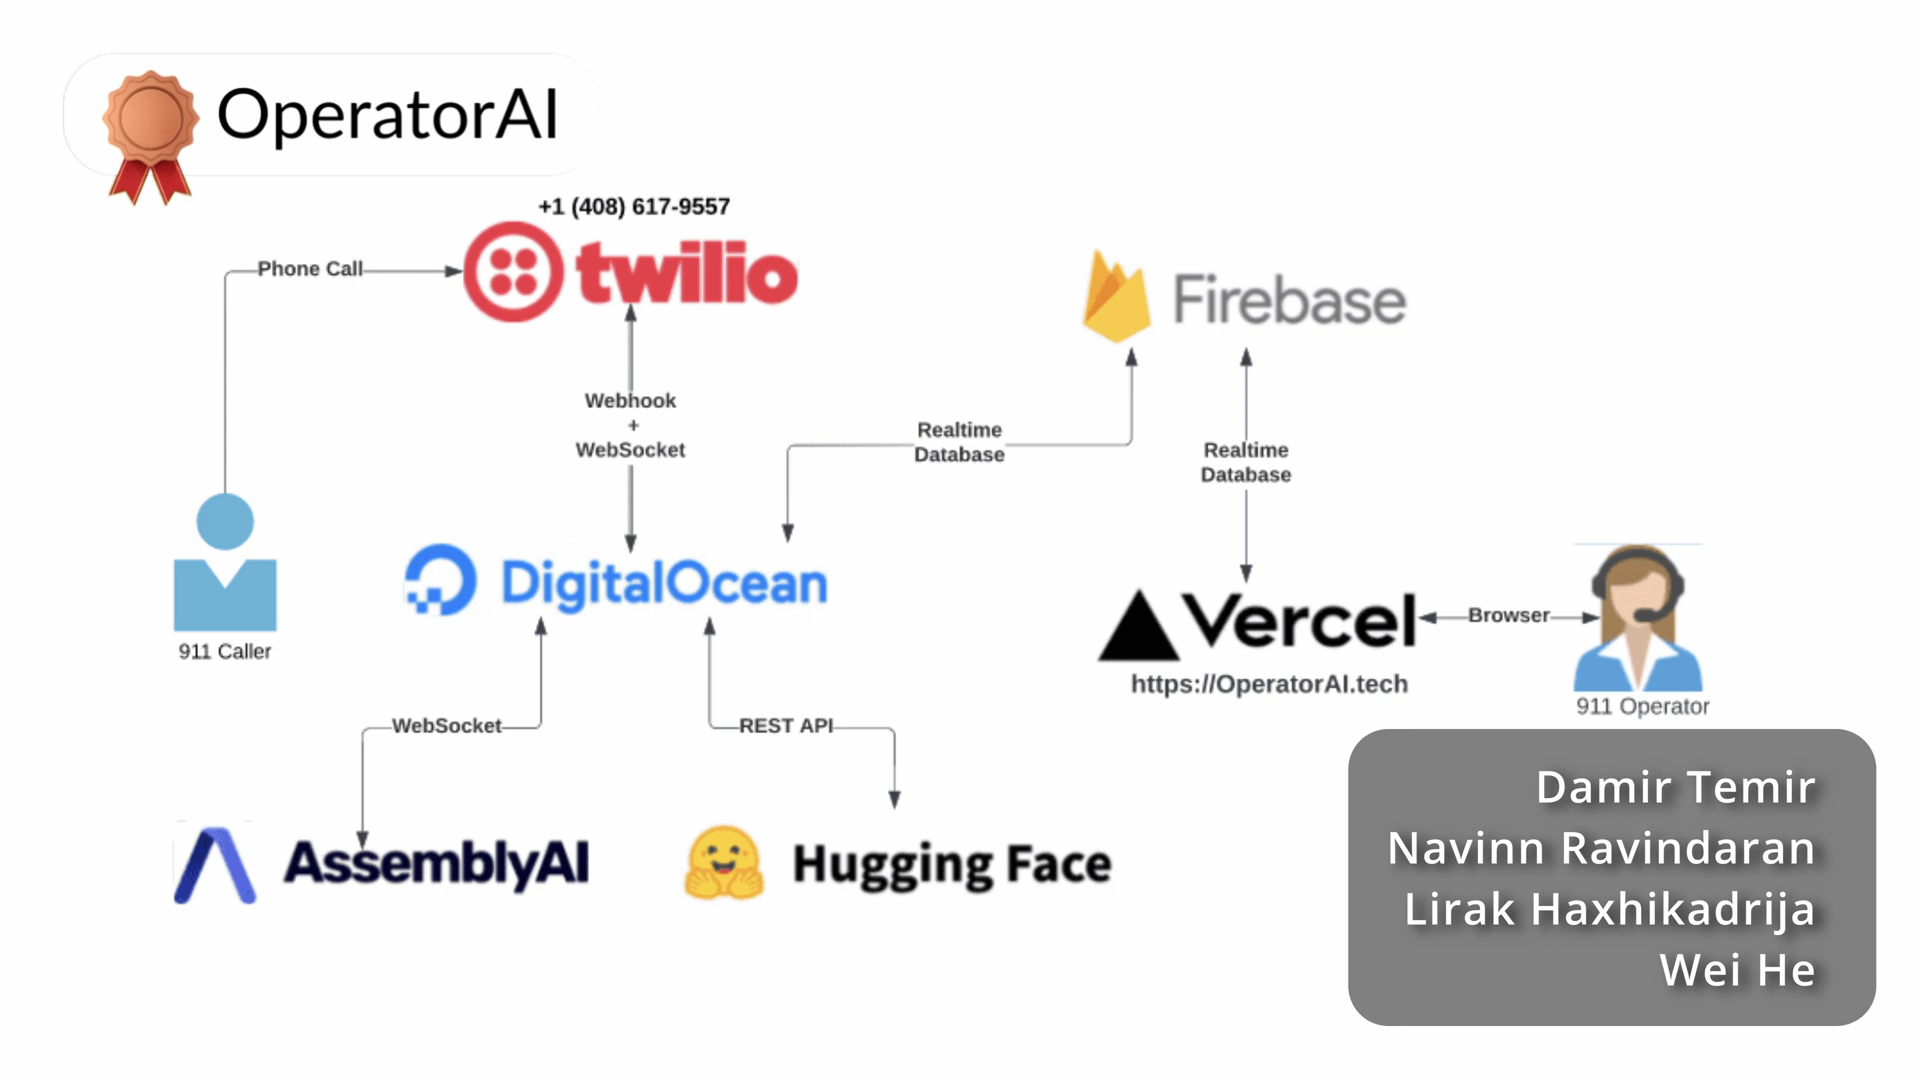 OperatorAI
+1 (408) 617-9557
twilio
Phone Call
Firebase
Webhook
+
WebSocket
Realtime
Database
Realtime
Database
DigitalOcean
911 Caller
Vercel
https://OperatorAI.tech
Browser
911 Operator
WebSocket
REST API
AssemblyAI
Hugging Face
Damir Temir
Navinn Ravindaran
Lirak Haxhikadrija
Wei He